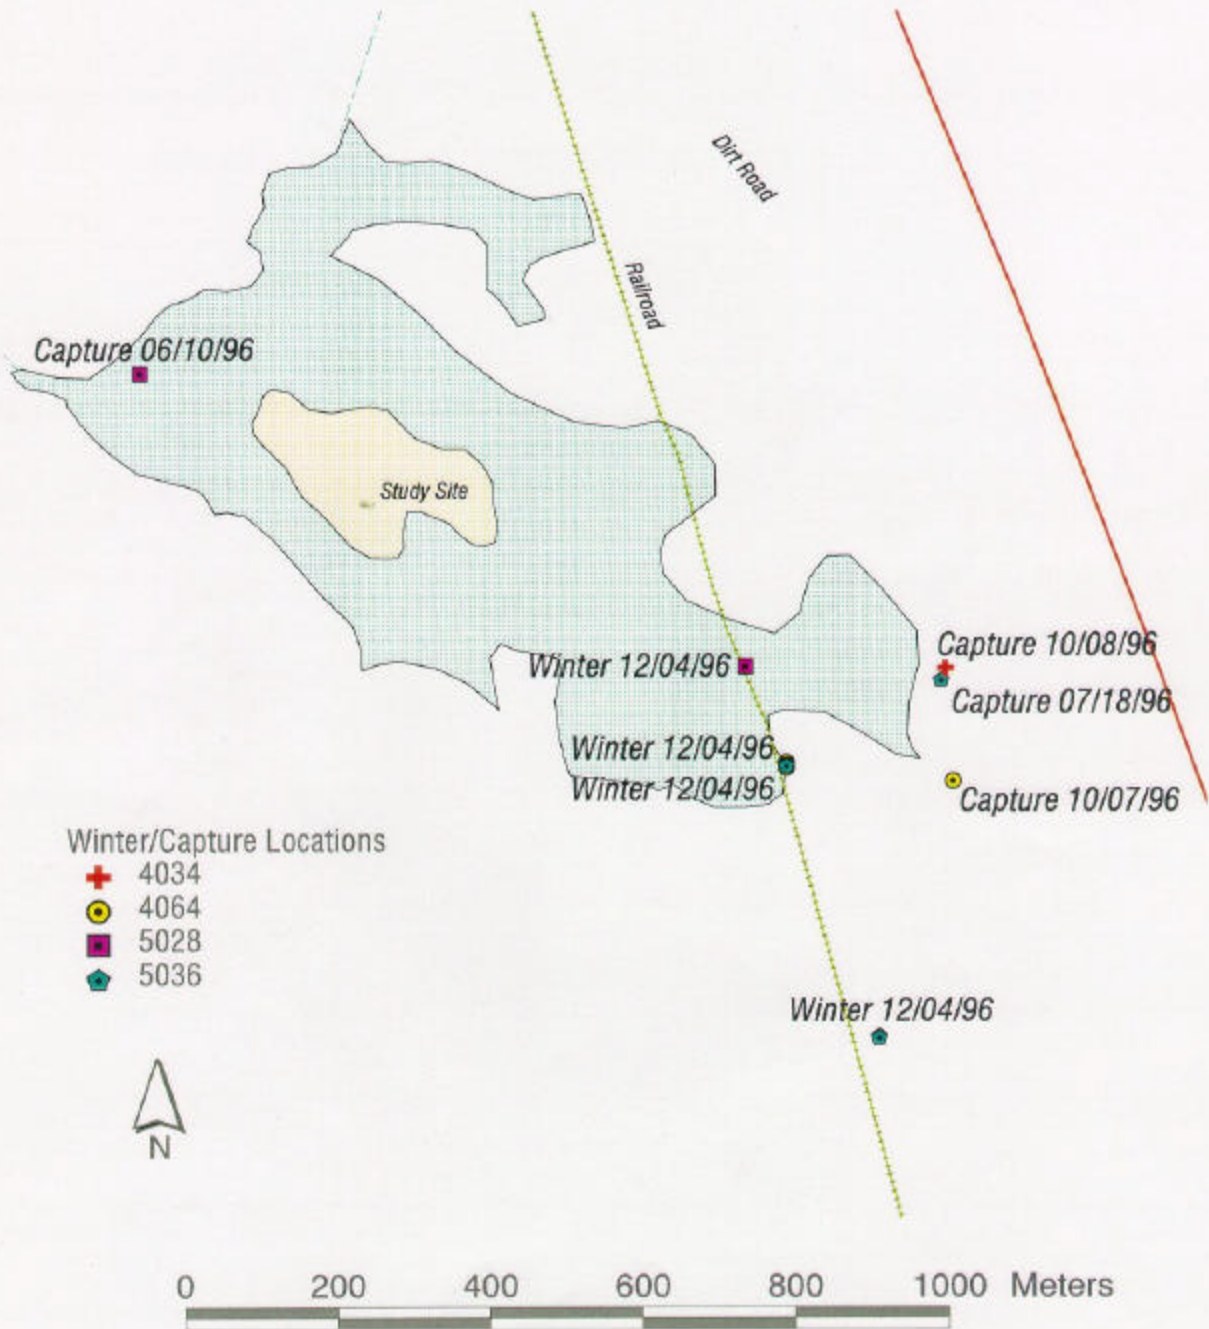 Dirt Road
Railroad
Capture 06/10/96
Study Site
Capture 10/08/96
Winter 12/04/96
Capture 07/18/96
Winter 12/04/96
Winter 12/04/96
Capture 10/07/96
Winter/Capture Locations
4034
4064
5028
5036
Winter 12/04/96
N
0 200 400 600 800 1000 Meters